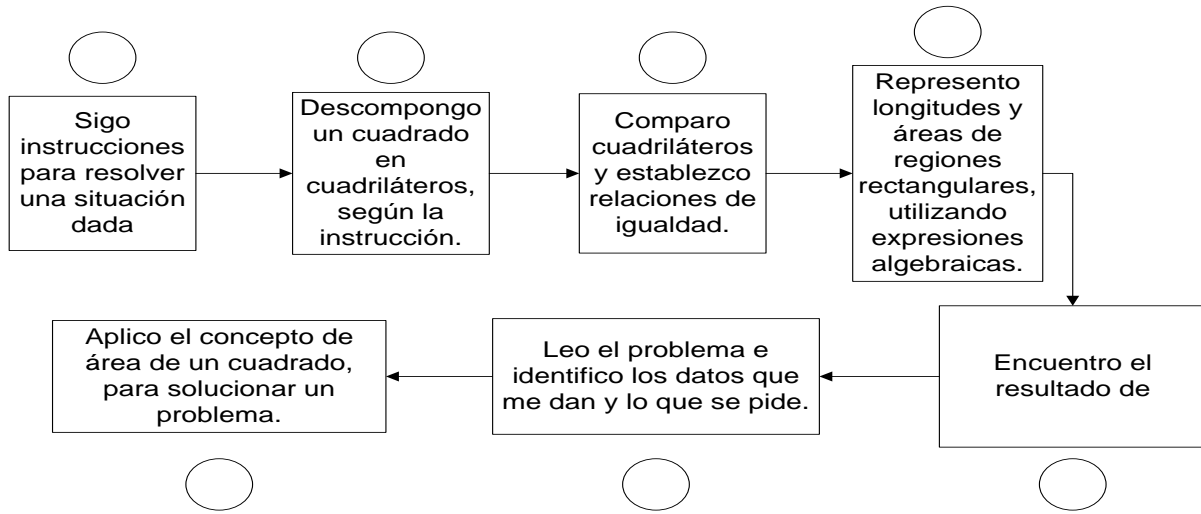 Sigo
instrucciones
para resolver
una situación
dada
Descompongo
un cuadrado
en
cuadriláteros,
según la
instrucción.
Comparo
cuadriláteros
y establezco
relaciones de
igualdad.
Represento
longitudes y
áreas de
regiones
rectangulares,
utilizando
expresiones
algebraicas.
Encuentro el
resultado de
Leo el problema e
identifico los datos que
me dan y lo que se pide.
Aplico el concepto de
área de un cuadrado,
para solucionar un
problema.